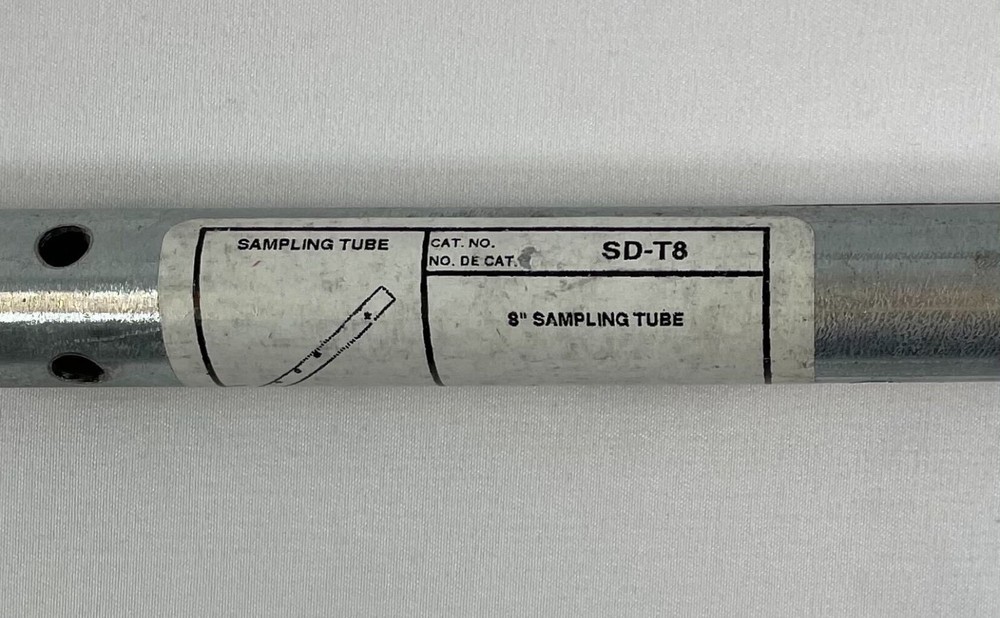 SAMPLING TUBE
CAT. NO.
NO. DE CAT.
SD-T8
8" SAMPLING TUBE